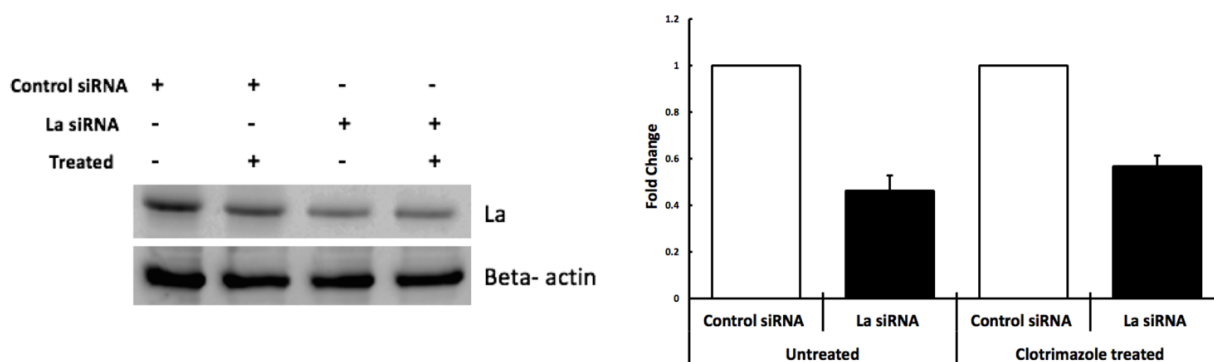 Control siRNA + + - -
La siRNA - - + +
Treated - + - +
La
Beta- actin
Fold Change
1.2
1
0.8
0.6
0.4
0.2
0
Control siRNA La siRNA Control siRNA La siRNA
Untreated Clotrimazole treated